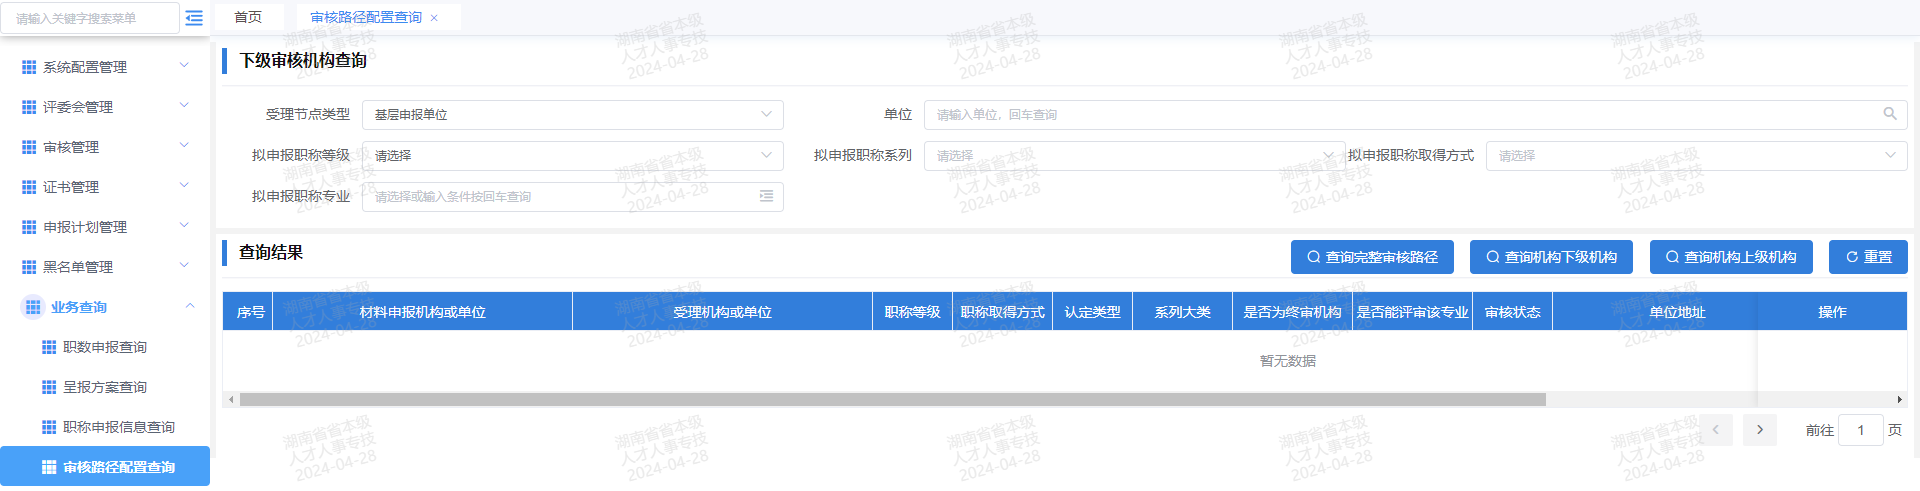 请输入关键字搜索菜单
首页
审核路径配置查询 ×
系统配置管理
评委会管理
审核管理
证书管理
申报计划管理
黑名单管理
业务查询
职数申报查询
呈报方案查询
职称申报信息查询
审核路径配置查询
下级审核机构查询
受理节点类型 基层申报单位
单位 请输入单位，回车查询
拟申报职称等级 请选择
拟申报职称系列 请选择
拟申报职称取得方式 请选择
拟申报职称专业 请选择或输入条件按回车查询
查询结果
查询完整审核路径 查询机构下级机构 查询机构上级机构 重置
序号 材料申报机构或单位 受理机构或单位 职称等级 职称取得方式 认定类型 系列大类 是否为终审机构 是否能评审该专业 审核状态 单位地址 操作
暂无数据
前往 1 页
湖南省省本级
人才人事专技
2024-04-28